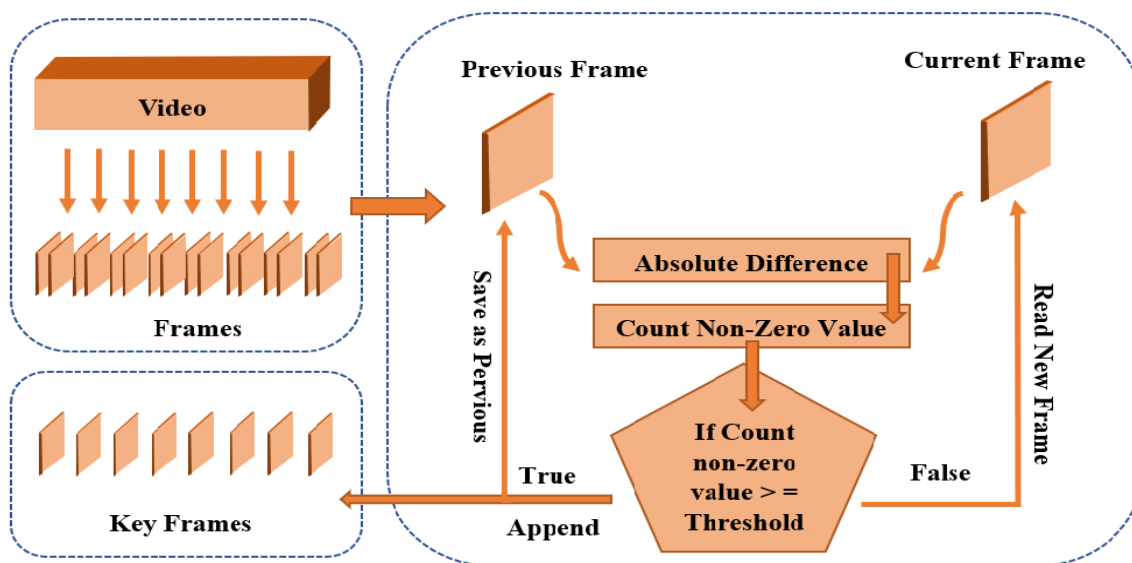 Video
Frames
Key Frames
Previous Frame
Current Frame
Absolute Difference
Count Non-Zero Value
Save as Pervious
Read New Frame
If Count
non-zero
value > =
Threshold
True
Append
False